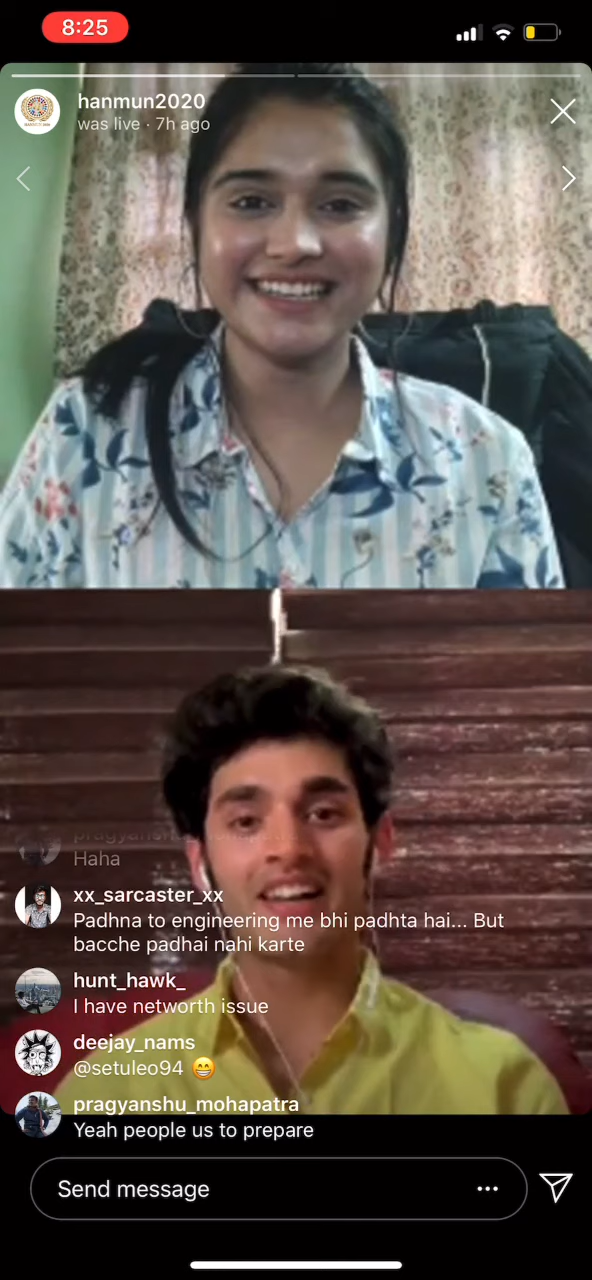 8:25
hanmun2020
was live · 7h ago
Haha
xx_sarcaster_xx
Padhna to engineering me bhi padhta hai... But
bacche padhai nahi karte
hunt_hawk_
I have networth issue
deejay_nams
@setuleo94 😁
pragyanshu_mohapatra
Yeah people us to prepare
Send message